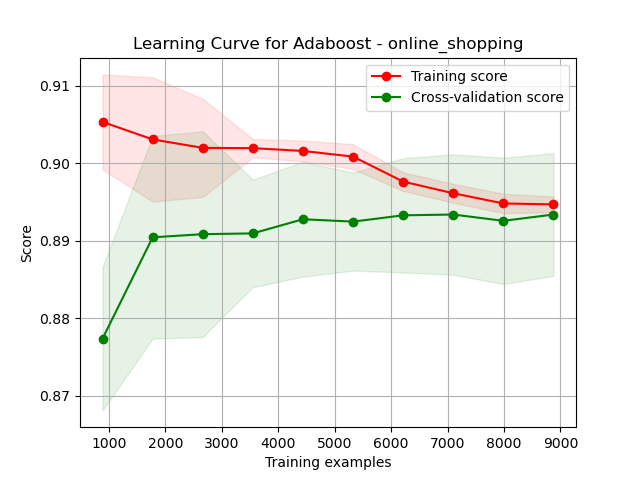 Learning Curve for Adaboost - online_shopping
Training score
Cross-validation score
0.91
0.90
0.89
0.88
0.87
Score
1000 2000 3000 4000 5000 6000 7000 8000 9000
Training examples